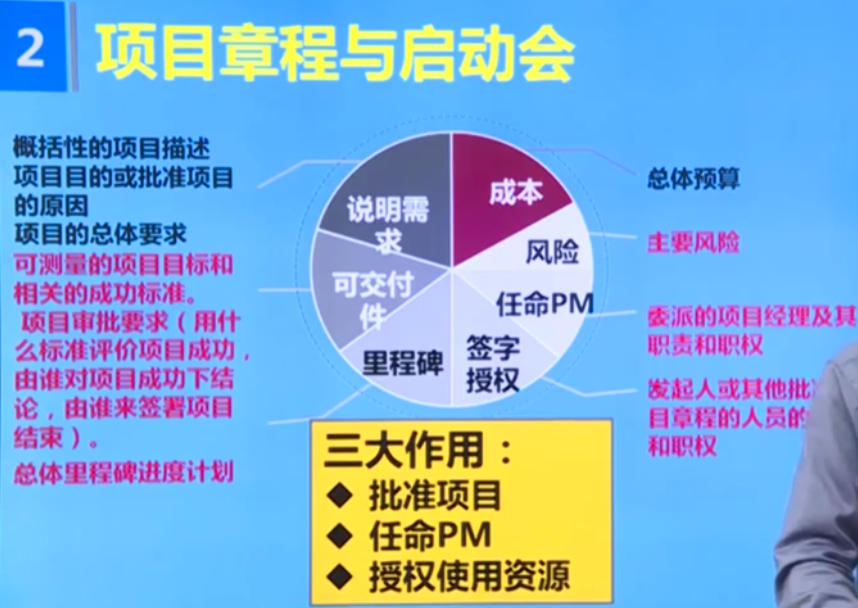 2
项目章程与启动会
概括性的项目描述
项目目的或批准项目
的原因
项目的总体要求
可测量的项目目标和
相关的成功标准。
项目审批要求（用什
么标准评价项目成功，
由谁对项目成功下结
论，由谁来签署项目
结束）。
总体里程碑进度计划
说明需
求
可交付
件
里程碑
成本
风险
任命PM
签字
授权
总体预算
主要风险
委派的项目经理及其
职责和职权
发起人或其他批
目章程的人员的
和职权
三大作用：
◆ 批准项目
◆ 任命PM
◆ 授权使用资源